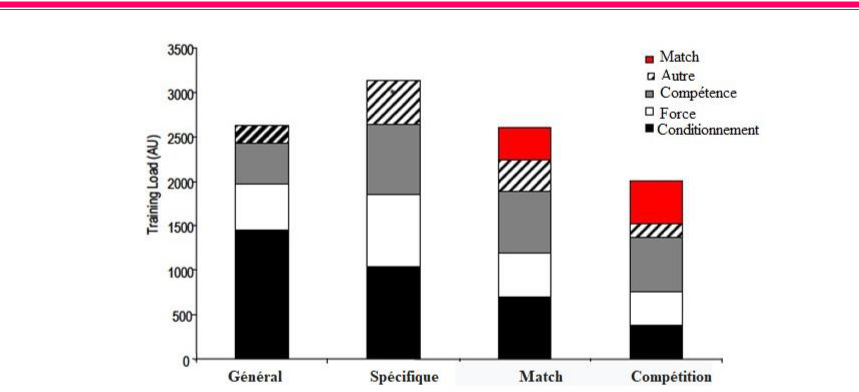 3500
3000
2500
2000
1500
1000
500
0
Training Load (AU)
Match
Autre
Compétence
Force
Conditionnement
Général
Spécifique
Match
Compétition